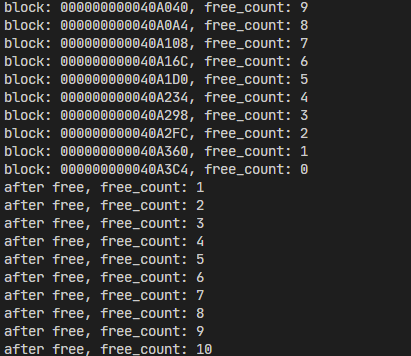 block: 000000000040A040, free_count: 9
block: 000000000040A0A4, free_count: 8
block: 000000000040A108, free_count: 7
block: 000000000040A16C, free_count: 6
block: 000000000040A1D0, free_count: 5
block: 000000000040A234, free_count: 4
block: 000000000040A298, free_count: 3
block: 000000000040A2FC, free_count: 2
block: 000000000040A360, free_count: 1
block: 000000000040A3C4, free_count: 0
after free, free_count: 1
after free, free_count: 2
after free, free_count: 3
after free, free_count: 4
after free, free_count: 5
after free, free_count: 6
after free, free_count: 7
after free, free_count: 8
after free, free_count: 9
after free, free_count: 10